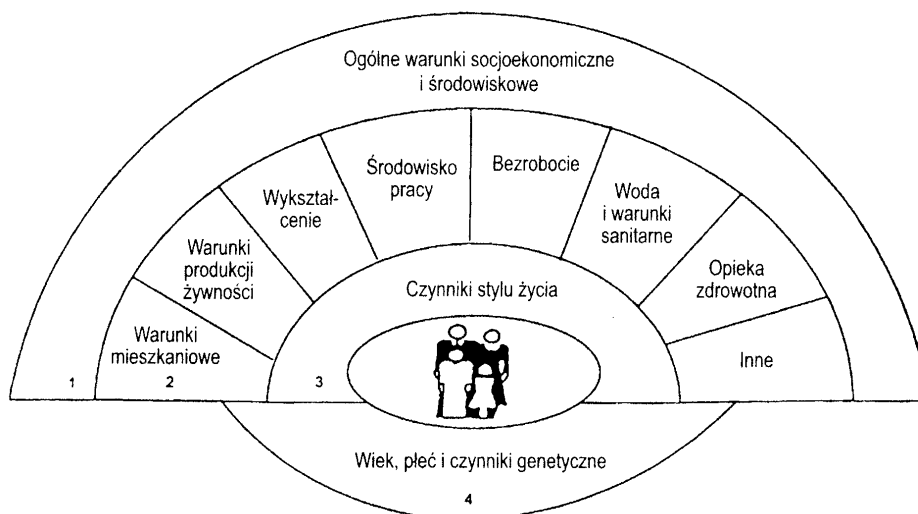 Ogólne warunki socjoekonomiczne
i środowiskowe
Środowisko
pracy
Bezrobocie
Wykształ-
cenie
Woda
i warunki
sanitarne
Warunki
produkcji
żywności
Opieka
zdrowotna
Czynniki stylu życia
Warunki
mieszkaniowe
Inne
1
2
3
Wiek, płeć i czynniki genetyczne
4